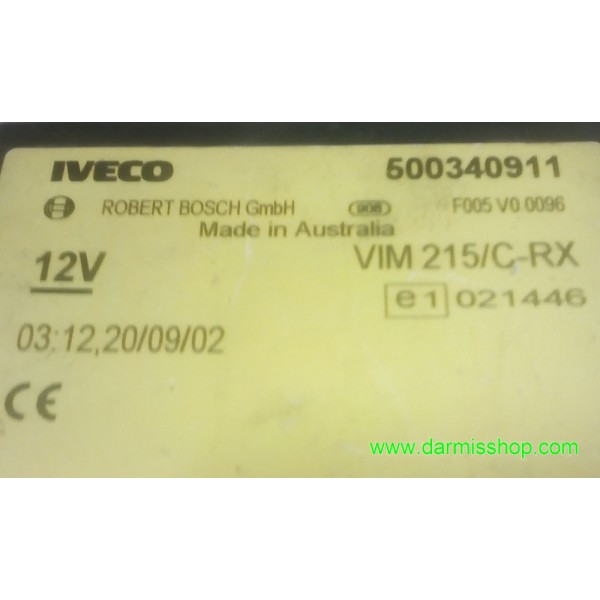 IVECO 500340911
ROBERT BOSCH GmbH 908 F005 V0 0096
Made in Australia
12V VIM 215/C-RX
e1 021446
03:12,20/09/02
CE
www.darmisshop.com